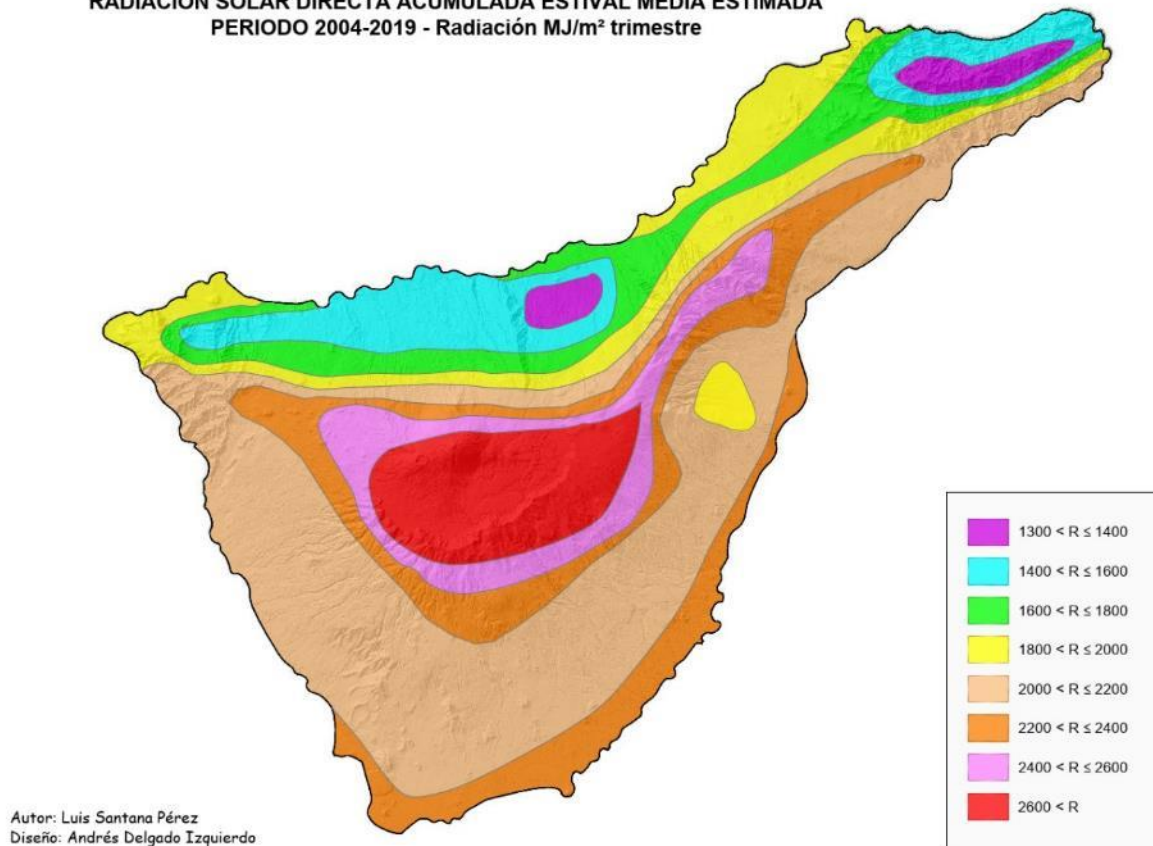 RADIACIÓN SOLAR DIRECTA ACUMULADA ESTIVAL MEDIA ESTIMADA
PERIODO 2004-2019 - Radiación MJ/m² trimestre
1300 < R ≤ 1400
1400 < R ≤ 1600
1600 < R ≤ 1800
1800 < R ≤ 2000
2000 < R ≤ 2200
2200 < R ≤ 2400
2400 < R ≤ 2600
2600 < R
Autor: Luis Santana Pérez
Diseño: Andrés Delgado Izquierdo